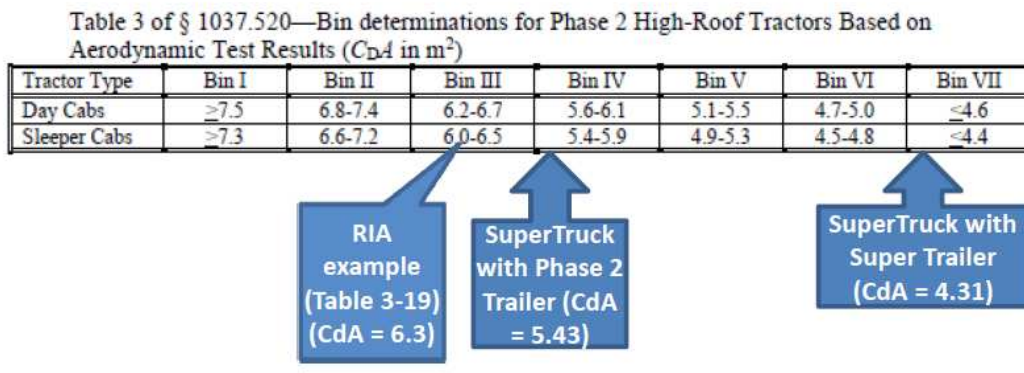 Table 3 of § 1037.520—Bin determinations for Phase 2 High-Roof Tractors Based on
Aerodynamic Test Results (CDA in m²)
Tractor Type Bin I Bin II Bin III Bin IV Bin V Bin VI Bin VII
Day Cabs ≥7.5 6.8-7.4 6.2-6.7 5.6-6.1 5.1-5.5 4.7-5.0 ≤4.6
Sleeper Cabs ≥7.3 6.6-7.2 6.0-6.5 5.4-5.9 4.9-5.3 4.5-4.8 ≤4.4
RIA
example
(Table 3-19)
(CdA = 6.3)
SuperTruck
with Phase 2
Trailer (CdA
= 5.43)
SuperTruck with
Super Trailer
(CdA = 4.31)